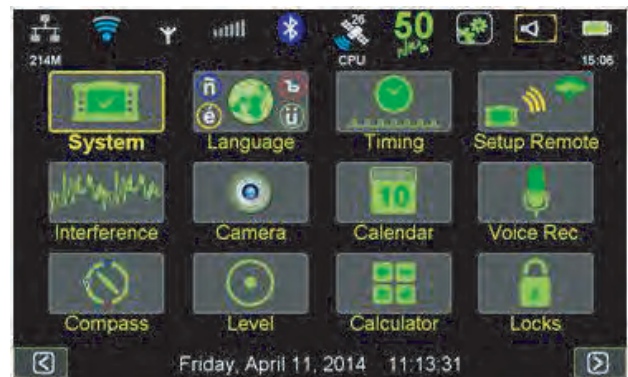 26 50
214M CPU 15:06
ñ ъ
é ü
System Language Timing Setup Remote
10
Interference Camera Calendar Voice Rec
Compass Level Calculator Locks
Friday, April 11, 2014 11:13:31